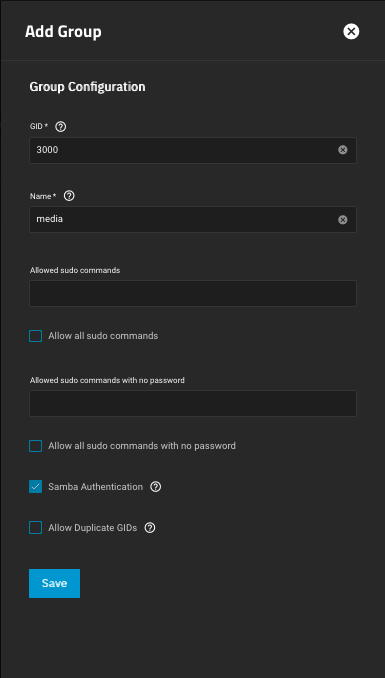 Add Group
Group Configuration
GID *
3000
Name *
media
Allowed sudo commands
Allow all sudo commands
Allowed sudo commands with no password
Allow all sudo commands with no password
Samba Authentication
Allow Duplicate GIDs
Save